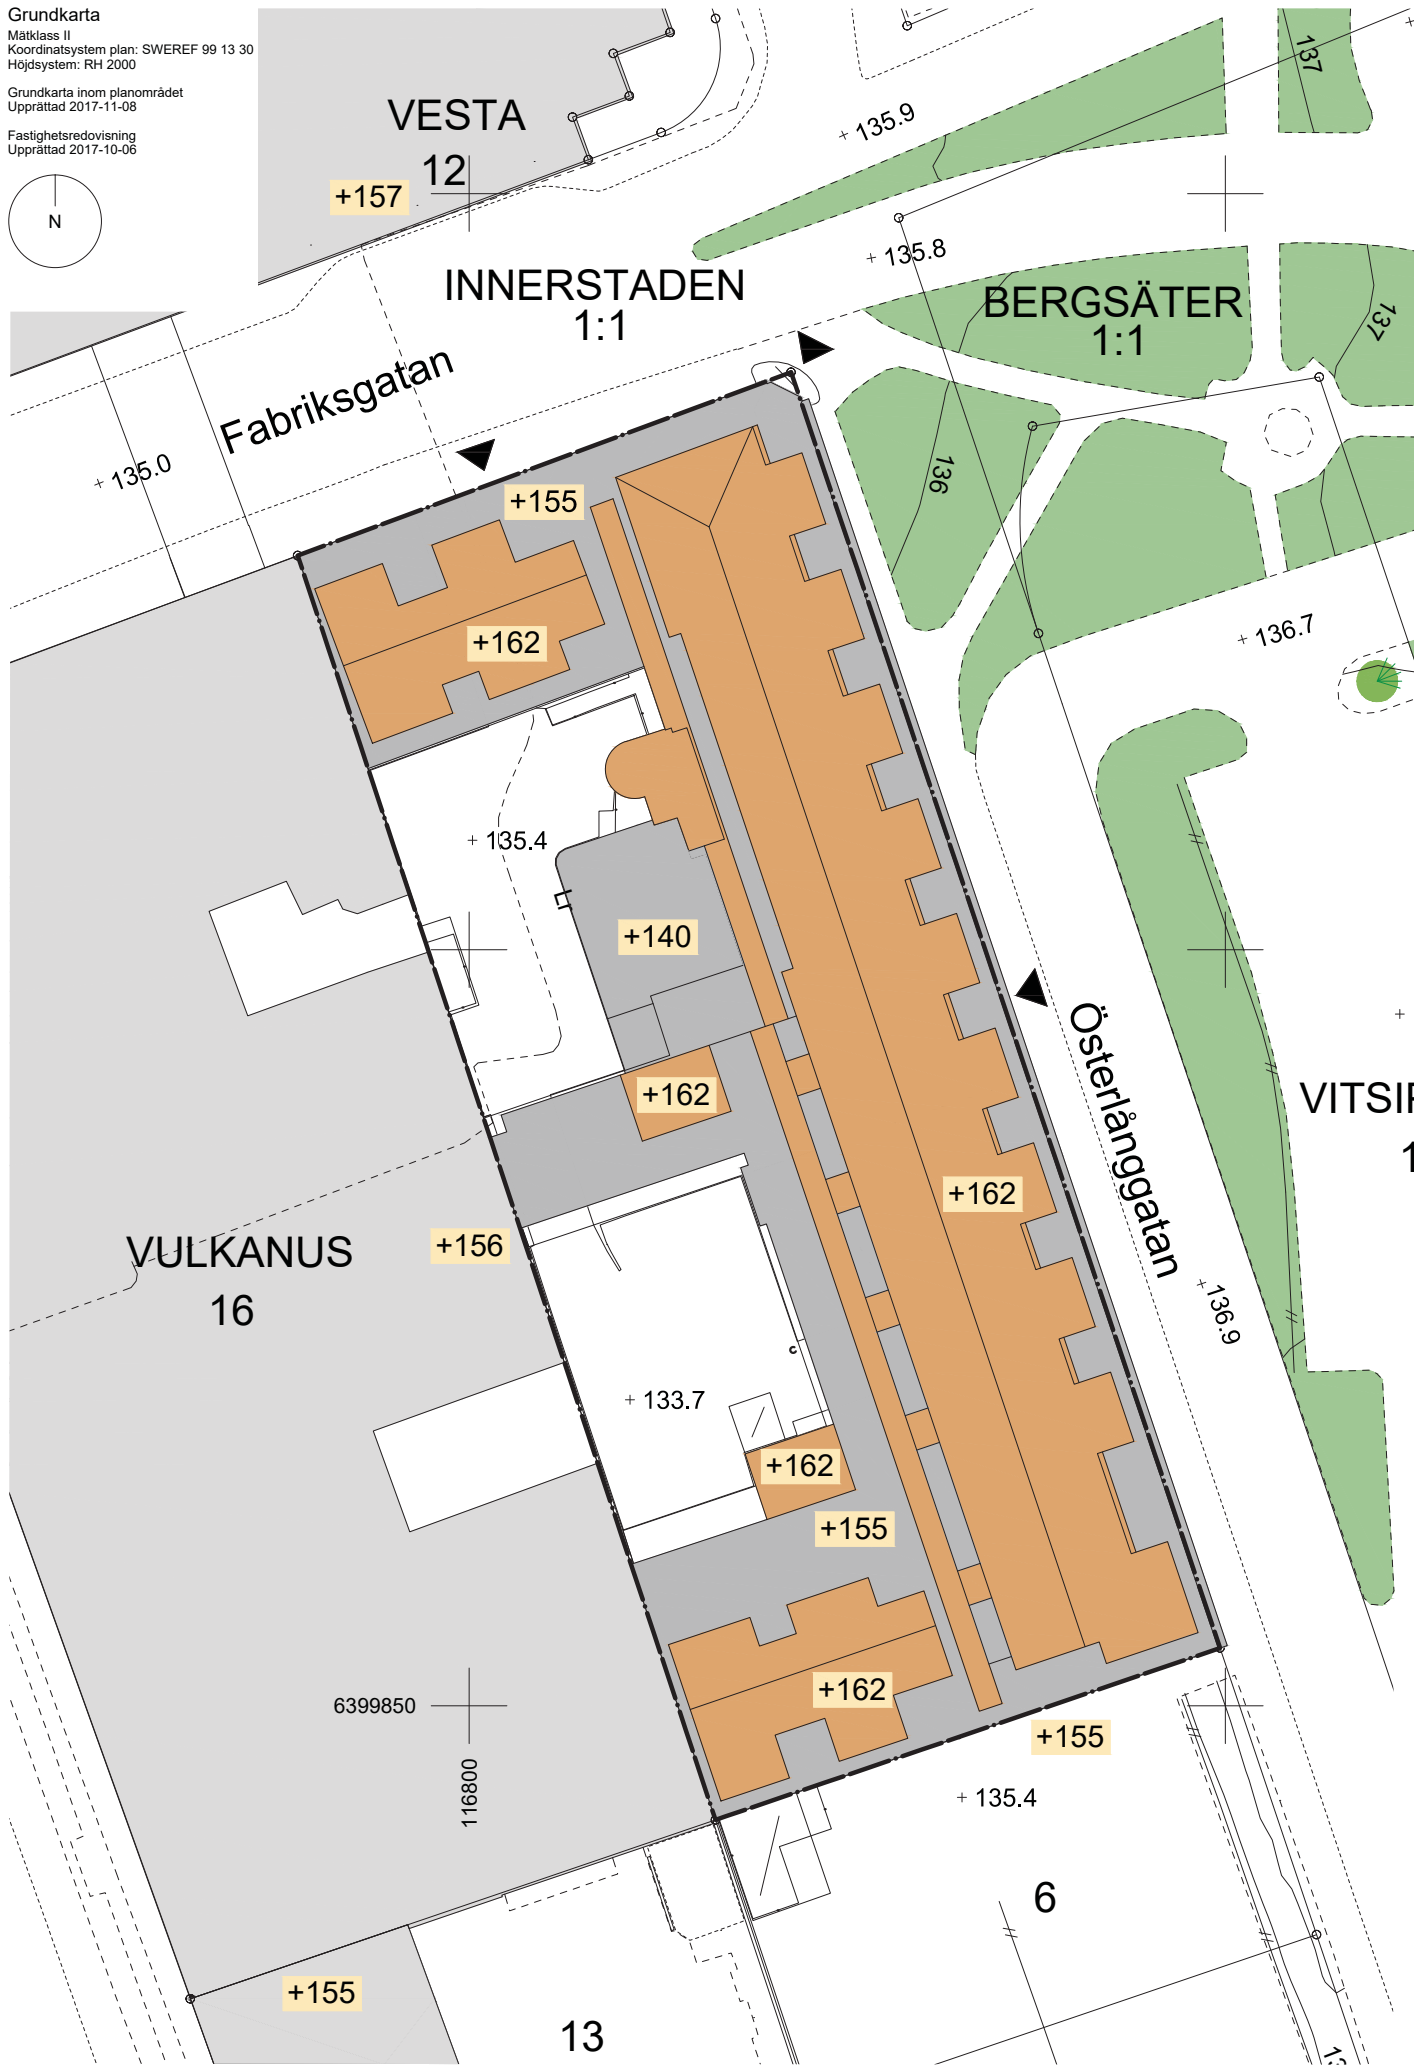 Grundkarta
Mätklass II
Koordinatsystem plan: SWEREF 99 13 30
Höjdsystem: RH 2000
Grundkarta inom planområdet
Upprättad 2017-11-08
Fastighetsredovisning
Upprättad 2017-10-06
N
VESTA
12
+157
135.9
137
135.8
INNERSTADEN
1:1
BERGSÄTER
1:1
137
Fabriksgatan
135.0
136
+155
136.7
+162
135.4
Lr
+140
Österlånggatan
+162
VITSIP
1
+162
VULKANUS
16
+156
136.9
133.7
c
+162
+155
+162
6399850
116800
+155
135.4
6
+155
13